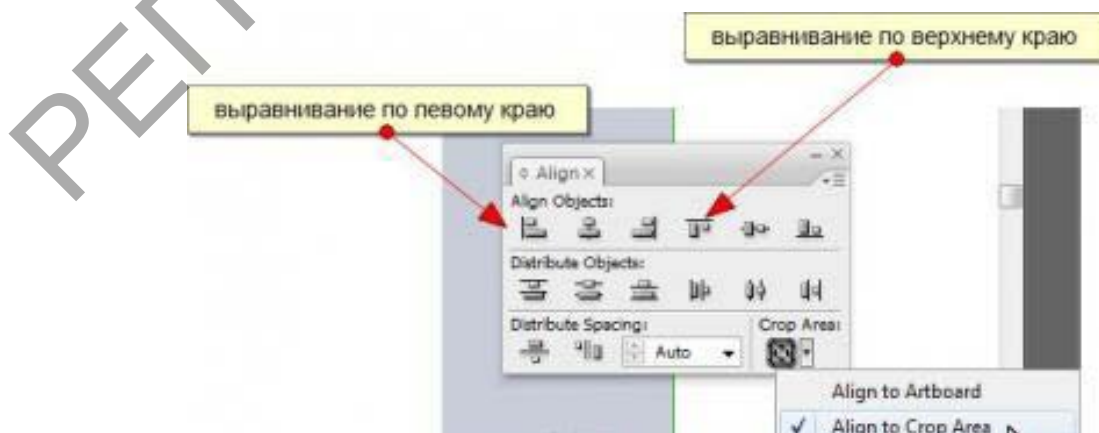 РЕП
выравнивание по верхнему краю
выравнивание по левому краю
Align
Align Objects:
Distribute Objects:
Distribute Spacing:
Crop Area:
Auto
Align to Artboard
Align to Crop Area